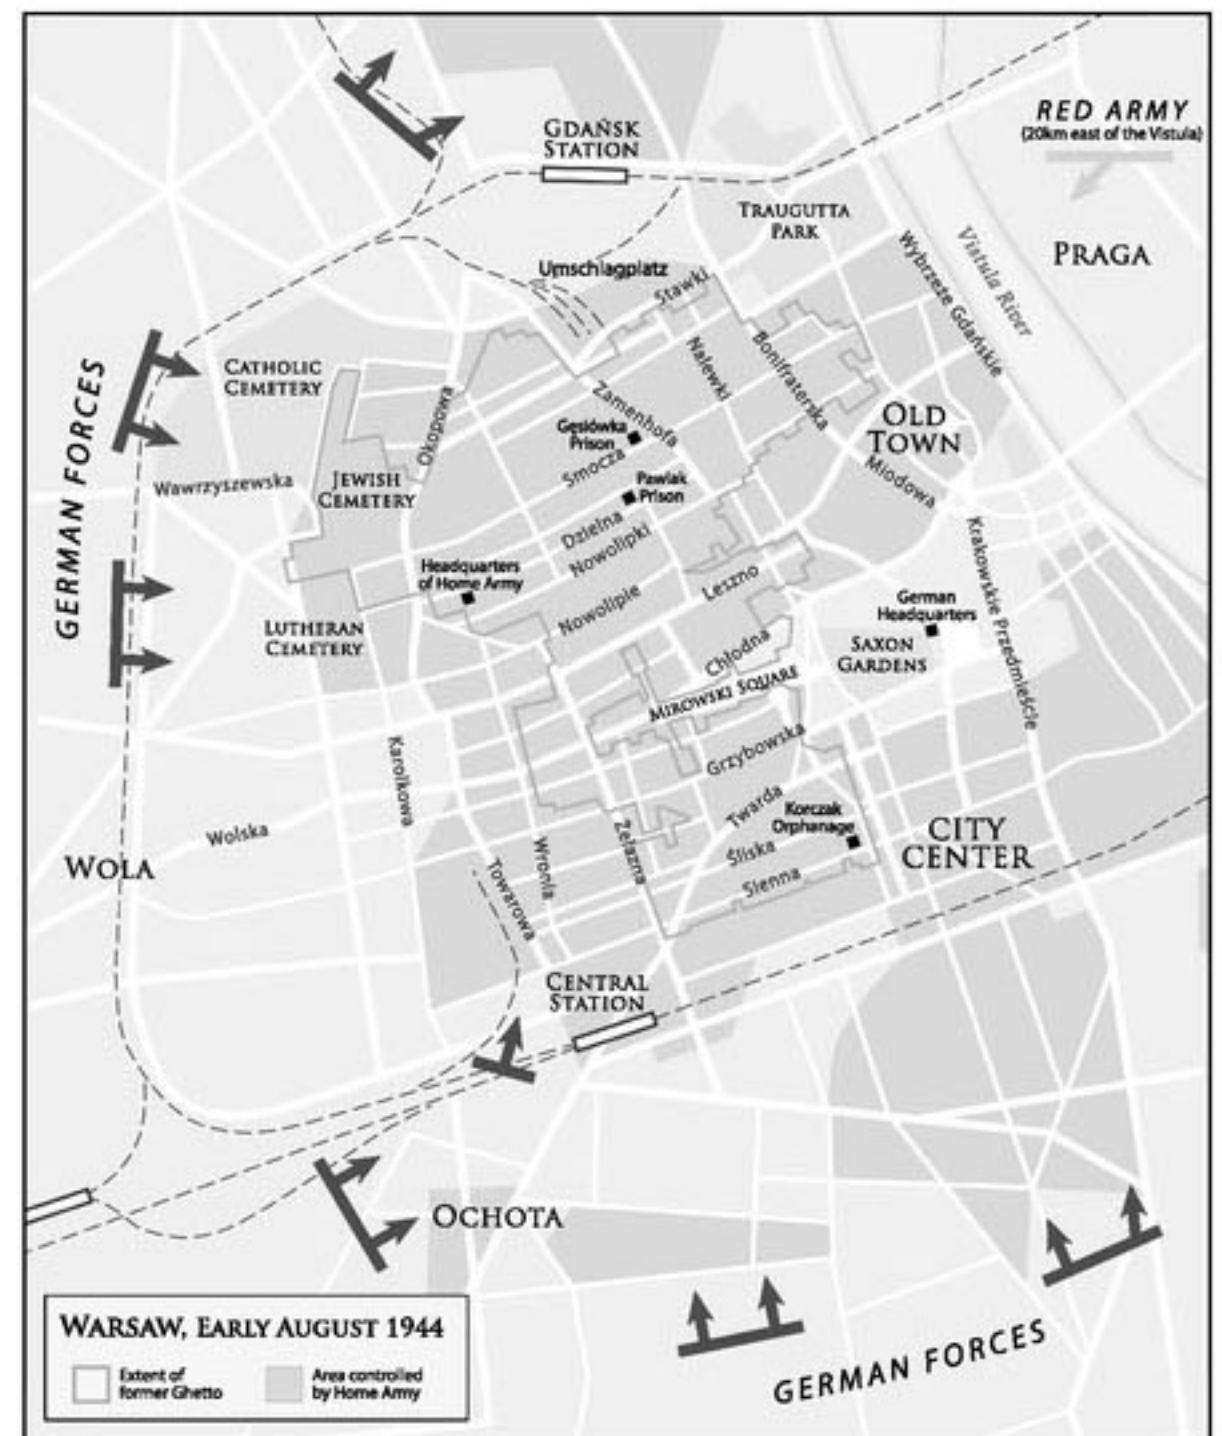 RED ARMY
(20km east of the Vistula)
GDAŃSK
STATION
TRAUGUTTA
PARK
PRAGA
Vistula River
Wybrzeże Gdańskie
Umschlagplatz
Stawki
Nalewki
Bonifraterska
CATHOLIC
CEMETERY
GERMAN FORCES
Okopowa
Zamenhofa
Gęsiówka
Prison
Smocza
OLD
TOWN
Miodowa
Wawrzyszewska
JEWISH
CEMETERY
Pawiak
Prison
Dzielna
Nowolipki
Krakowskie Przedmieście
Headquarters
of Home Army
Nowolipie
Leszno
German
Headquarters
LUTHERAN
CEMETERY
Chłodna
SAXON
GARDENS
MIROWSKI SQUARE
Karolkowa
Grzybowska
Wolska
WOLA
Towarowa
Wronia
Żelazna
Twarda
Korczak
Orphanage
Śliska
Sienna
CITY
CENTER
CENTRAL
STATION
OCHOTA
GERMAN FORCES
WARSAW, EARLY AUGUST 1944
Extent of
former Ghetto
Area controlled
by Home Army